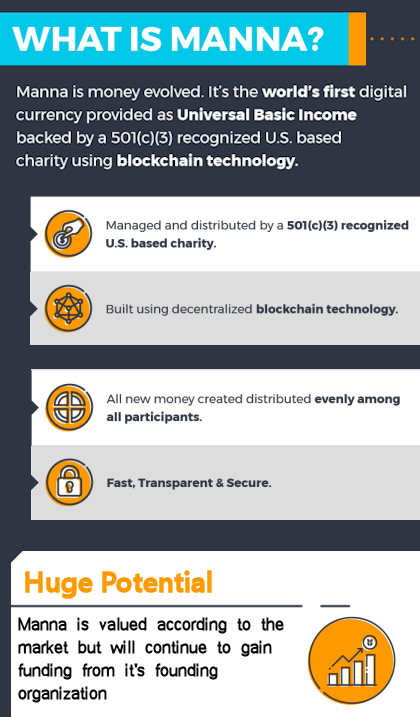 WHAT IS MANNA?
Manna is money evolved. It's the world's first digital
currency provided as Universal Basic Income
backed by a 501(c)(3) recognized U.S. based
charity using blockchain technology.
Managed and distributed by a 501(c)(3) recognized
U.S. based charity.
Built using decentralized blockchain technology.
All new money created distributed evenly among
all participants.
Fast, Transparent & Secure.
Huge Potential
Manna is valued according to the
market but will continue to gain
funding from it's founding
organization